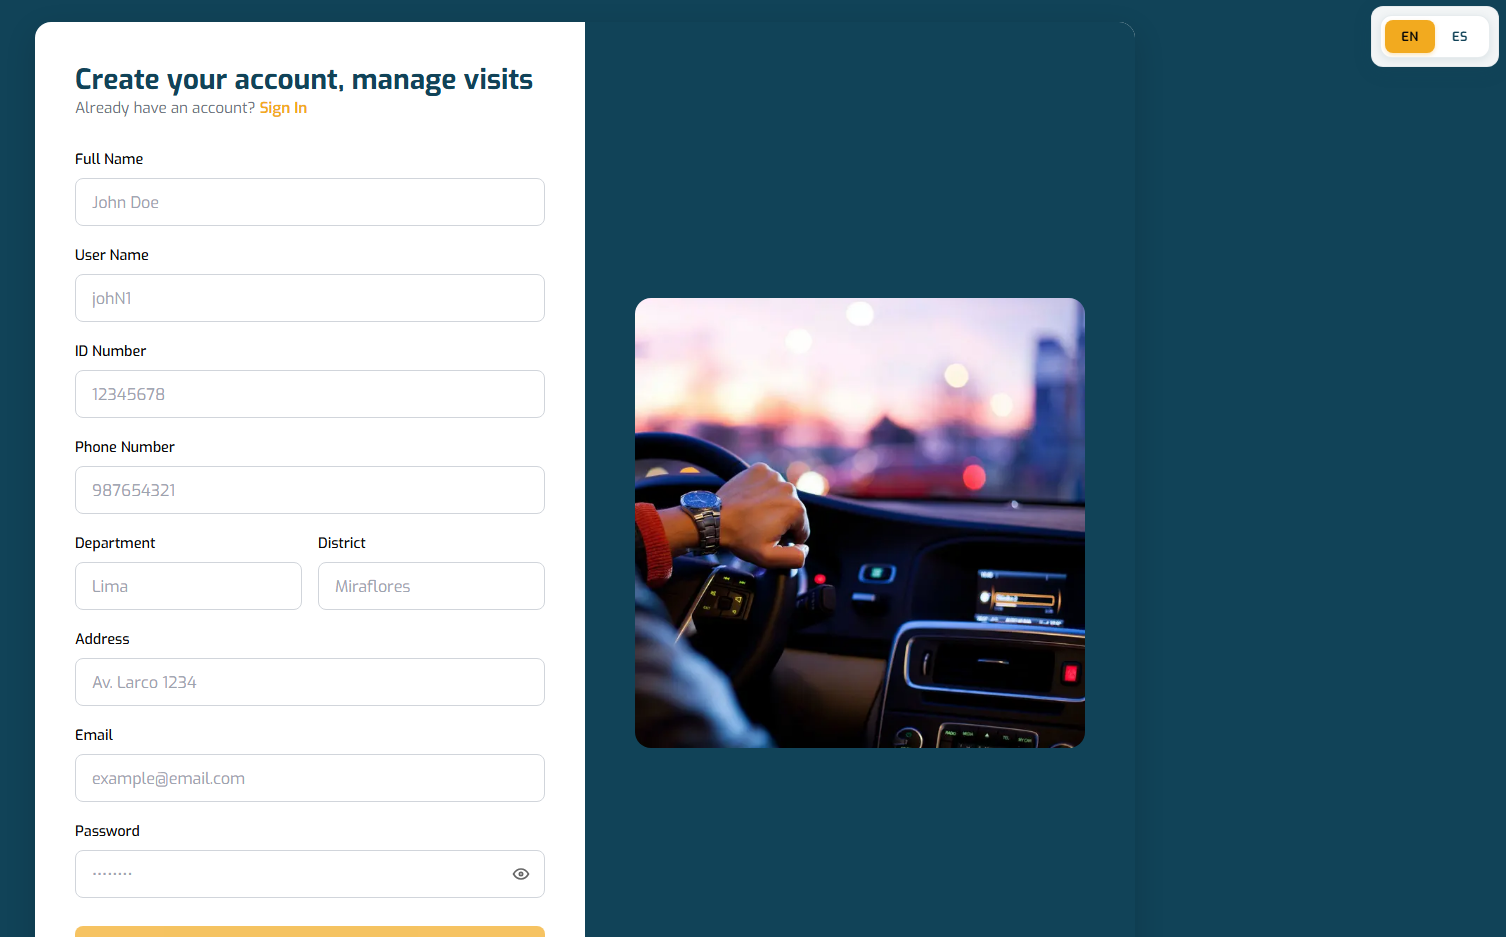 EN ES
Create your account, manage visits
Already have an account? Sign In
Full Name
John Doe
User Name
johN1
ID Number
12345678
Phone Number
987654321
Department District
Lima Miraflores
Address
Av. Larco 1234
Email
example@email.com
Password
········